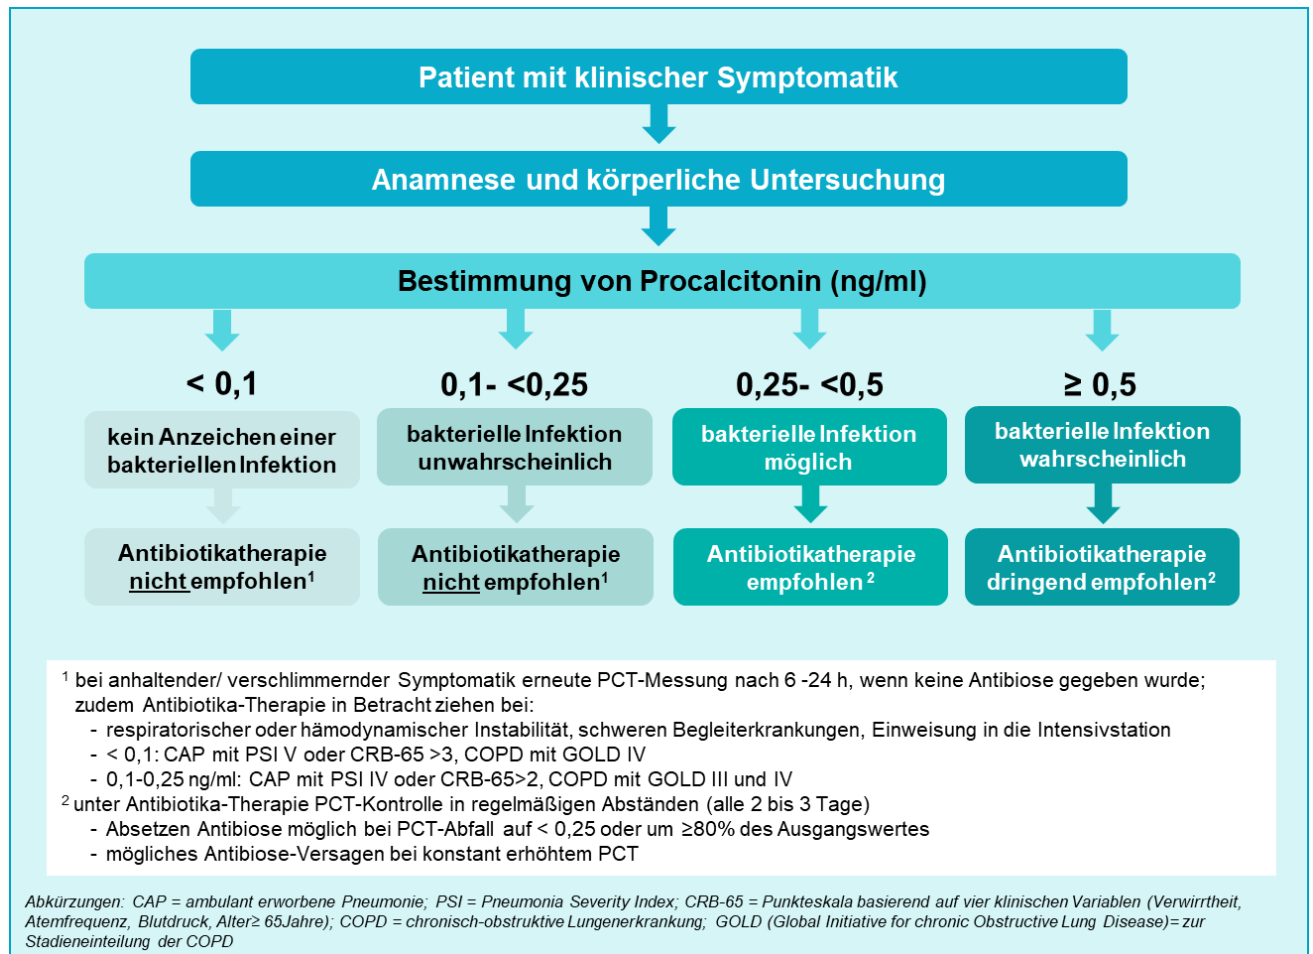 Patient mit klinischer Symptomatik
Anamnese und körperliche Untersuchung
Bestimmung von Procalcitonin (ng/ml)
< 0,1
kein Anzeichen einer
bakteriellen Infektion
Antibiotikatherapie
nicht empfohlen¹
0,1- <0,25
bakterielle Infektion
unwahrscheinlich
Antibiotikatherapie
nicht empfohlen¹
0,25- <0,5
bakterielle Infektion
möglich
Antibiotikatherapie
empfohlen ²
≥ 0,5
bakterielle Infektion
wahrscheinlich
Antibiotikatherapie
dringend empfohlen²
¹ bei anhaltender/ verschlimmernder Symptomatik erneute PCT-Messung nach 6 -24 h, wenn keine Antibiose gegeben wurde;
zudem Antibiotika-Therapie in Betracht ziehen bei:
- respiratorischer oder hämodynamischer Instabilität, schweren Begleiterkrankungen, Einweisung in die Intensivstation
- < 0,1: CAP mit PSI V oder CRB-65 >3, COPD mit GOLD IV
- 0,1-0,25 ng/ml: CAP mit PSI IV oder CRB-65>2, COPD mit GOLD III und IV
² unter Antibiotika-Therapie PCT-Kontrolle in regelmäßigen Abständen (alle 2 bis 3 Tage)
- Absetzen Antibiose möglich bei PCT-Abfall auf < 0,25 oder um ≥80% des Ausgangswertes
- mögliches Antibiose-Versagen bei konstant erhöhtem PCT
Abkürzungen: CAP = ambulant erworbene Pneumonie; PSI = Pneumonia Severity Index; CRB-65 = Punkteskala basierend auf vier klinischen Variablen (Verwirrtheit,
Atemfrequenz, Blutdruck, Alter≥ 65Jahre); COPD = chronisch-obstruktive Lungenerkrankung; GOLD (Global Initiative for chronic Obstructive Lung Disease)= zur
Stadieneinteilung der COPD